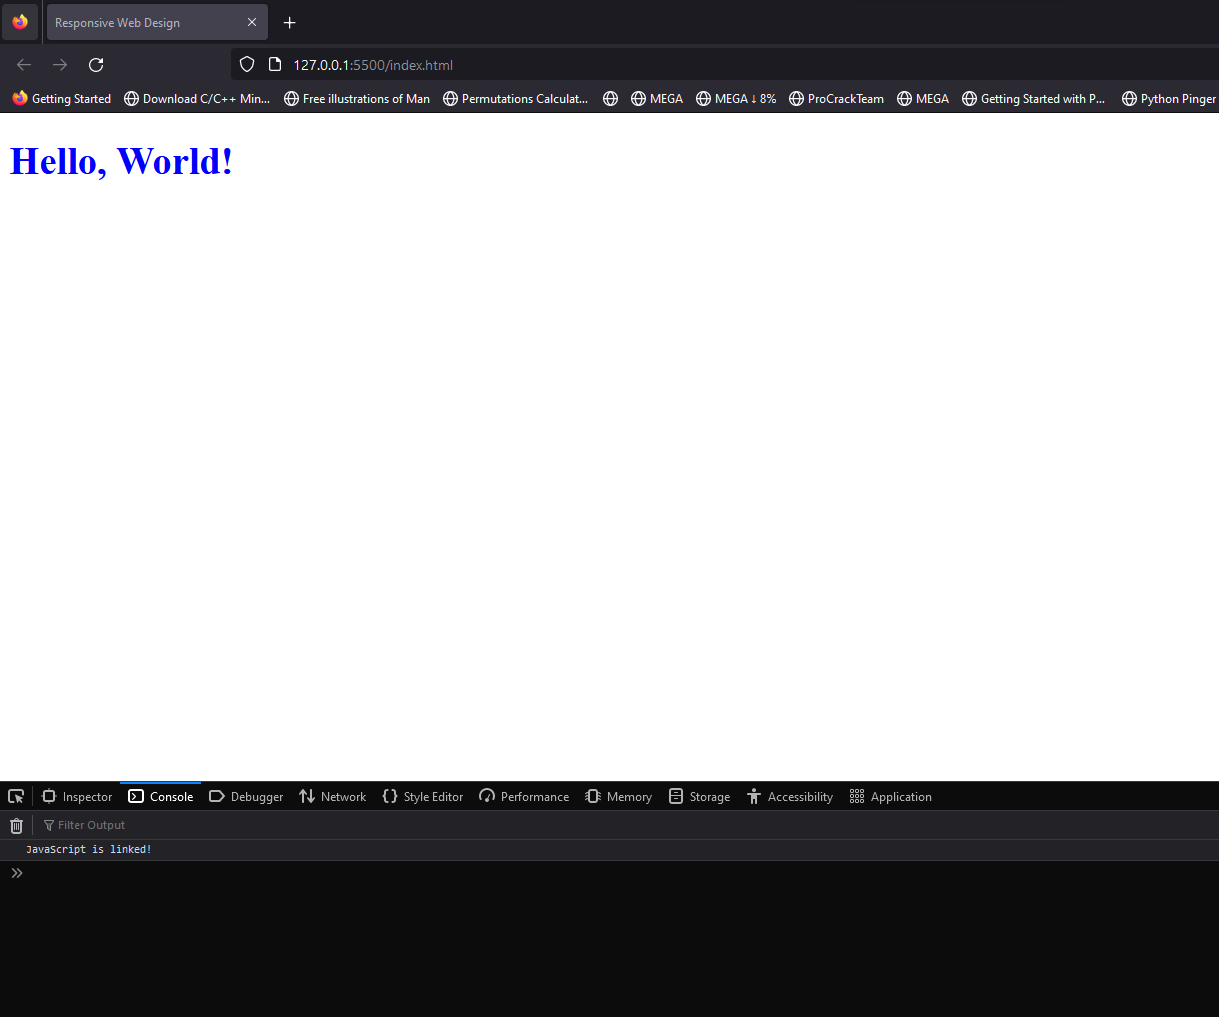 Responsive Web Design
127.0.0.1:5500/index.html
Getting Started Download C/C++ Min... Free illustrations of Man Permutations Calculat... MEGA MEGA ↓ 8% ProCrackTeam MEGA Getting Started with P... Python Pinger
Hello, World!
Inspector Console Debugger Network Style Editor Performance Memory Storage Accessibility Application
Filter Output
JavaScript is linked!